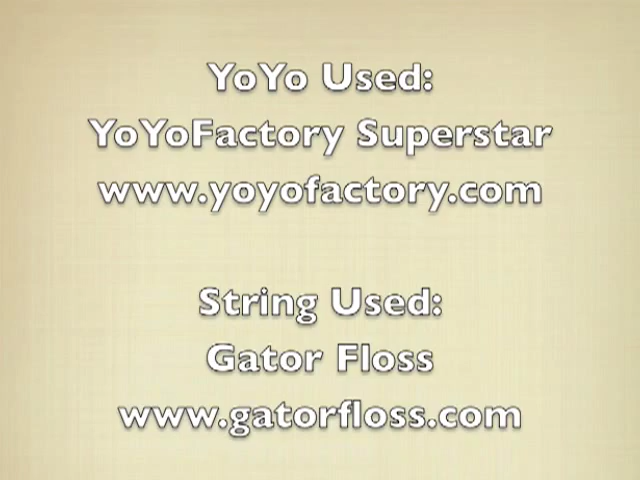 YoYo Used:
YoYoFactory Superstar
www.yoyofactory.com
String Used:
Gator Floss
www.gatorfloss.com